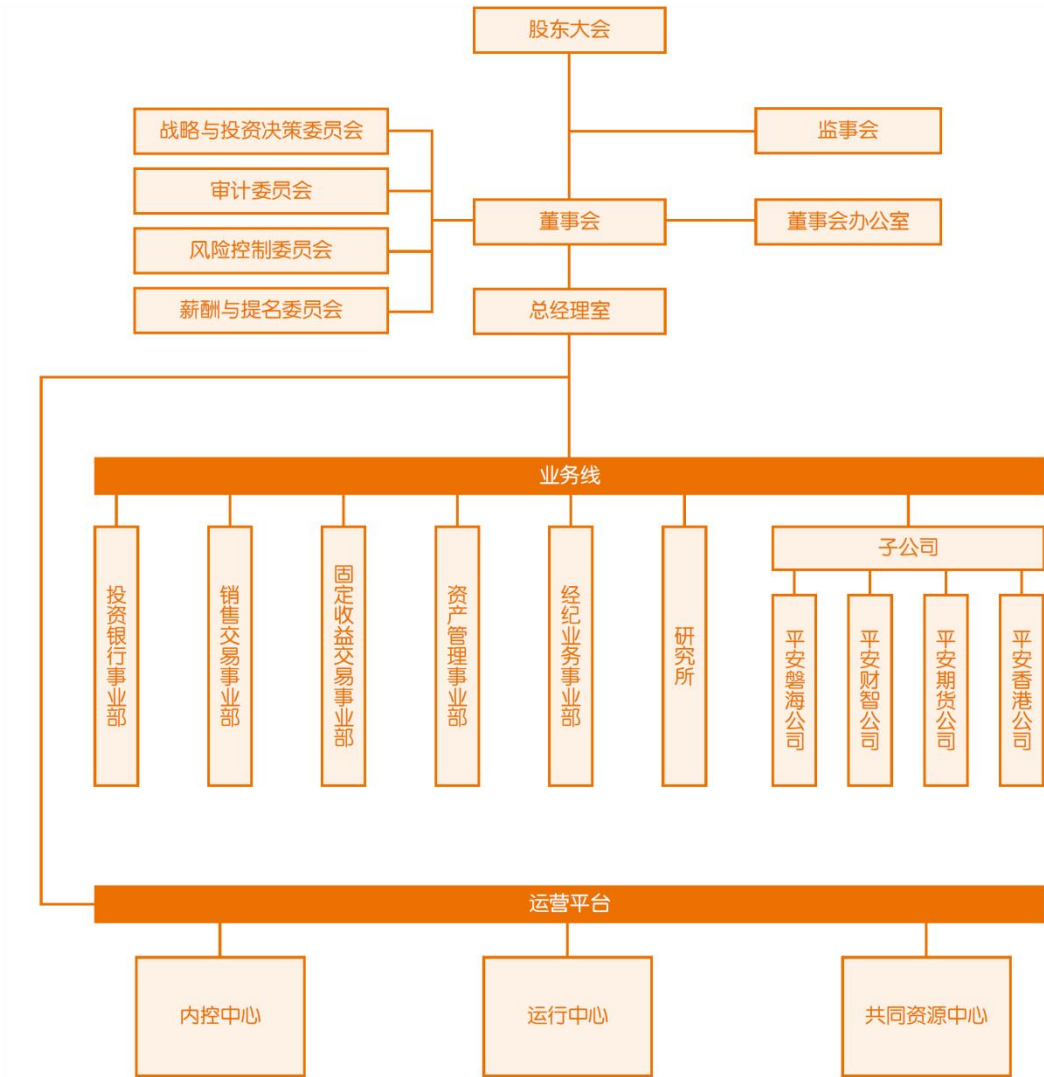 股东大会
战略与投资决策委员会
监事会
审计委员会
董事会
董事会办公室
风险控制委员会
薪酬与提名委员会
总经理室
业务线
投资银行事业部
销售交易事业部
固定收益交易事业部
资产管理事业部
经纪业务事业部
研究所
子公司
平安磐海公司
平安财智公司
平安期货公司
平安香港公司
运营平台
内控中心
运行中心
共同资源中心